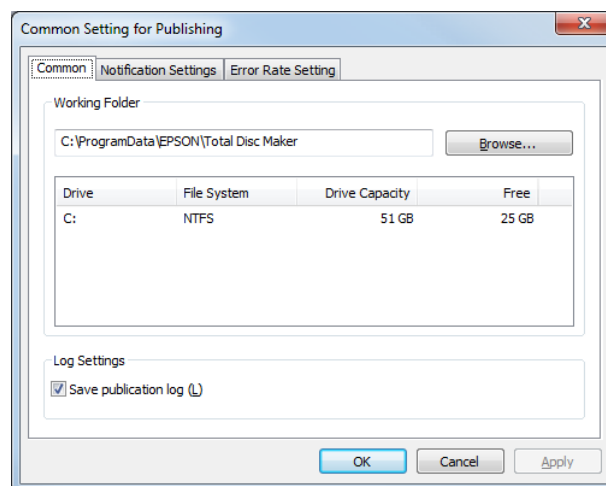 Common Setting for Publishing
Common Notification Settings Error Rate Setting
Working Folder
C:\ProgramData\EPSON\Total Disc Maker Browse...
Drive File System Drive Capacity Free
C: NTFS 51 GB 25 GB
Log Settings
Save publication log (L)
OK Cancel Apply